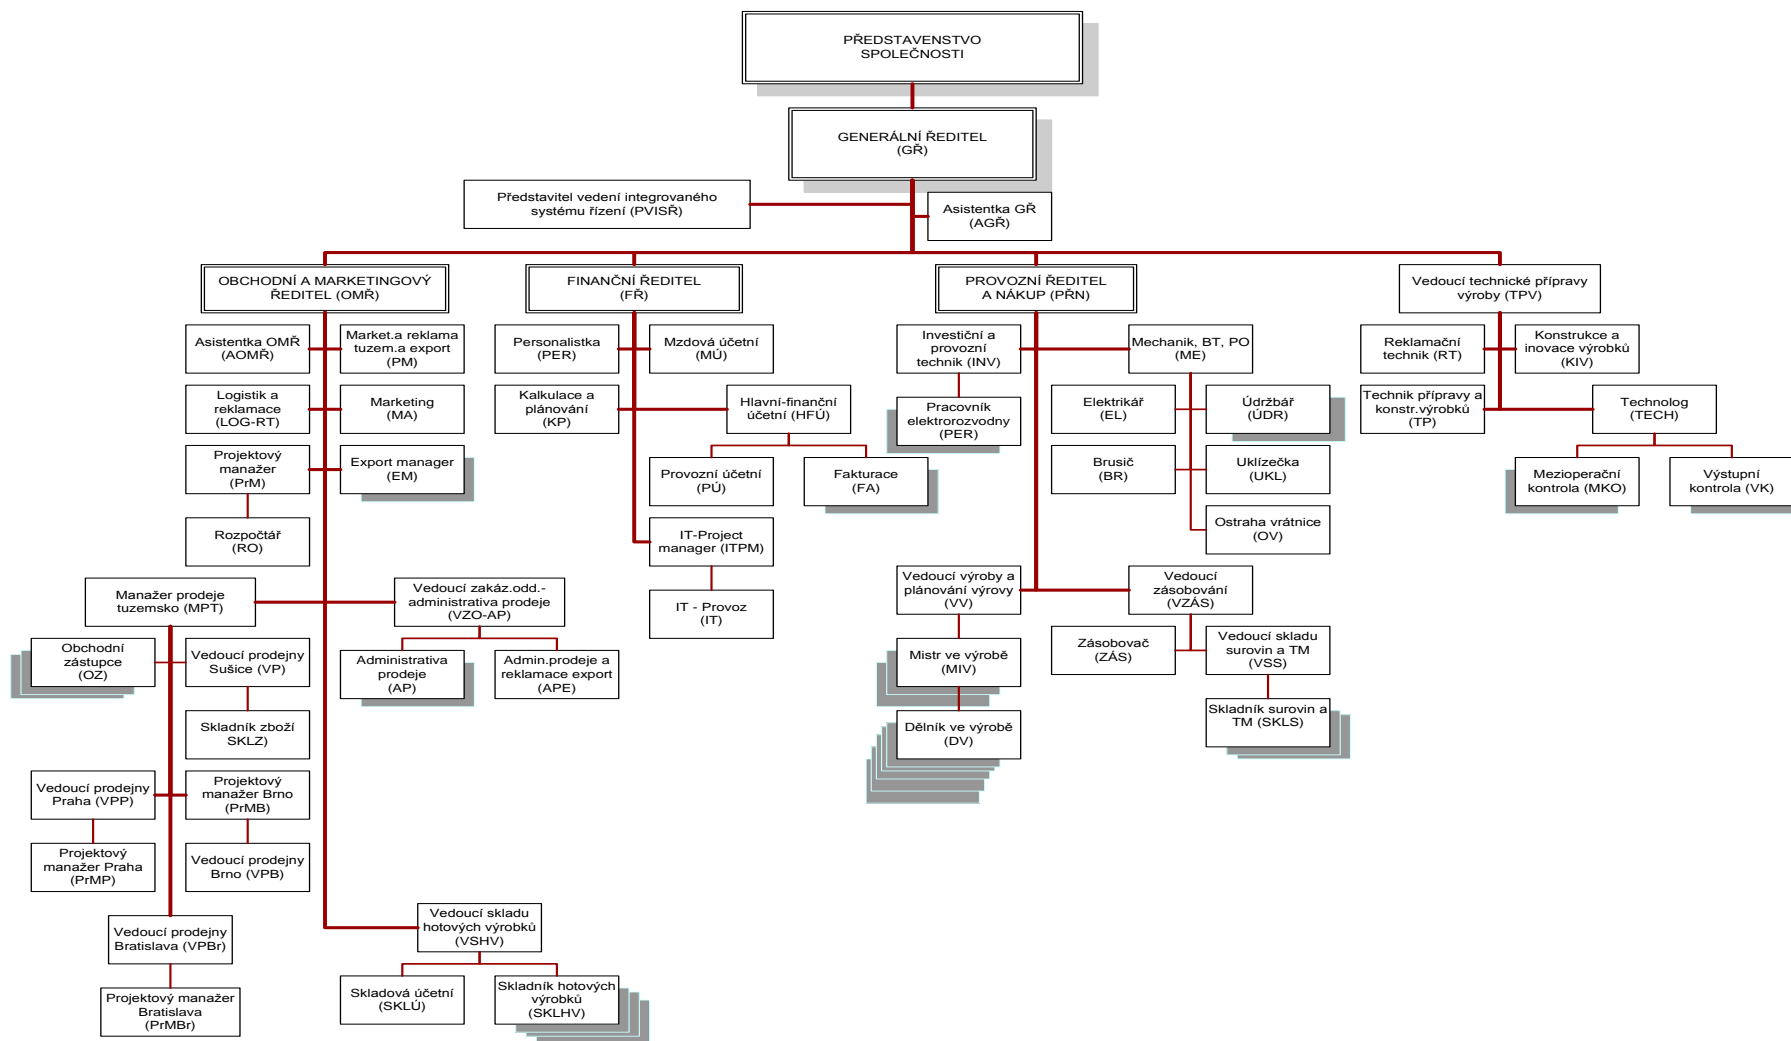 PŘEDSTAVENSTVO
SPOLEČNOSTI
GENERÁLNÍ ŘEDITEL
(GŘ)
Představitel vedení integrovaného
systému řízení (PVISŘ)
Asistentka GŘ
(AGŘ)
OBCHODNÍ A MARKETINGOVÝ
ŘEDITEL (OMŘ)
FINANČNÍ ŘEDITEL
(FŘ)
PROVOZNÍ ŘEDITEL
A NÁKUP (PŘN)
Vedoucí technické přípravy
výroby (TPV)
Asistentka OMŘ
(AOMŘ)
Market.a reklama
tuzem.a export
(PM)
Personalistka
(PER)
Mzdová účetní
(MÚ)
Investiční a
provozní
technik (INV)
Mechanik, BT, PO
(ME)
Reklamační
technik (RT)
Konstrukce a
inovace výrobků
(KIV)
Logistik a
reklamace
(LOG-RT)
Marketing
(MA)
Kalkulace a
plánování
(KP)
Hlavní-finanční
účetní (HFÚ)
Pracovník
elektrorozvodny
(PER)
Elektrikář
(EL)
Údržbář
(ÚDR)
Technik přípravy a
konstr.výrobků
(TP)
Technolog
(TECH)
Projektový
manažer
(PrM)
Export manager
(EM)
Provozní účetní
(PÚ)
Fakturace
(FA)
Brusič
(BR)
Uklízečka
(UKL)
Mezioperační
kontrola (MKO)
Výstupní
kontrola (VK)
Rozpočtář
(RO)
IT-Project
manager (ITPM)
Ostraha vrátnice
(OV)
Manažer prodeje
tuzemsko (MPT)
Vedoucí zakáz.odd.-
administrativa prodeje
(VZO-AP)
IT - Provoz
(IT)
Vedoucí výroby a
plánování výrovy
(VV)
Vedoucí
zásobování
(VZÁS)
Obchodní
zástupce
(OZ)
Vedoucí prodejny
Sušice (VP)
Administrativa
prodeje
(AP)
Admin.prodeje a
reklamace export
(APE)
Mistr ve výrobě
(MIV)
Zásobovač
(ZÁS)
Vedoucí skladu
surovin a TM
(VSS)
Skladník zboží
SKLZ)
Dělník ve výrobě
(DV)
Skladník surovin a
TM (SKLS)
Vedoucí prodejny
Praha (VPP)
Projektový
manažer Brno
(PrMB)
Projektový
manažer Praha
(PrMP)
Vedoucí prodejny
Brno (VPB)
Vedoucí prodejny
Bratislava (VPBr)
Vedoucí skladu
hotových výrobků
(VSHV)
Projektový manažer
Bratislava
(PrMBr)
Skladová účetní
(SKLÚ)
Skladník hotových
výrobků
(SKLHV)